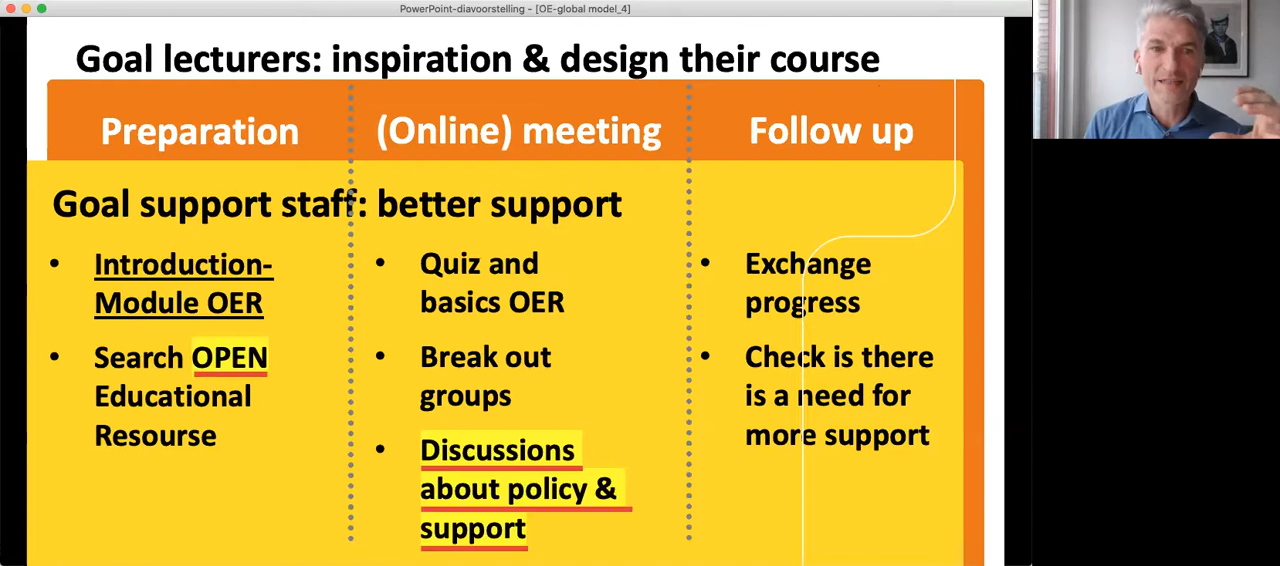 PowerPoint-diavoorstelling - [OE-global model_4]
Goal lecturers: inspiration & design their course
Preparation
(Online) meeting
Follow up
Goal support staff: better support
• Introduction-
Module OER
• Search OPEN
Educational
Resourse
• Quiz and
basics OER
• Break out
groups
• Discussions
about policy &
support
• Exchange
progress
• Check is there
is a need for
more support